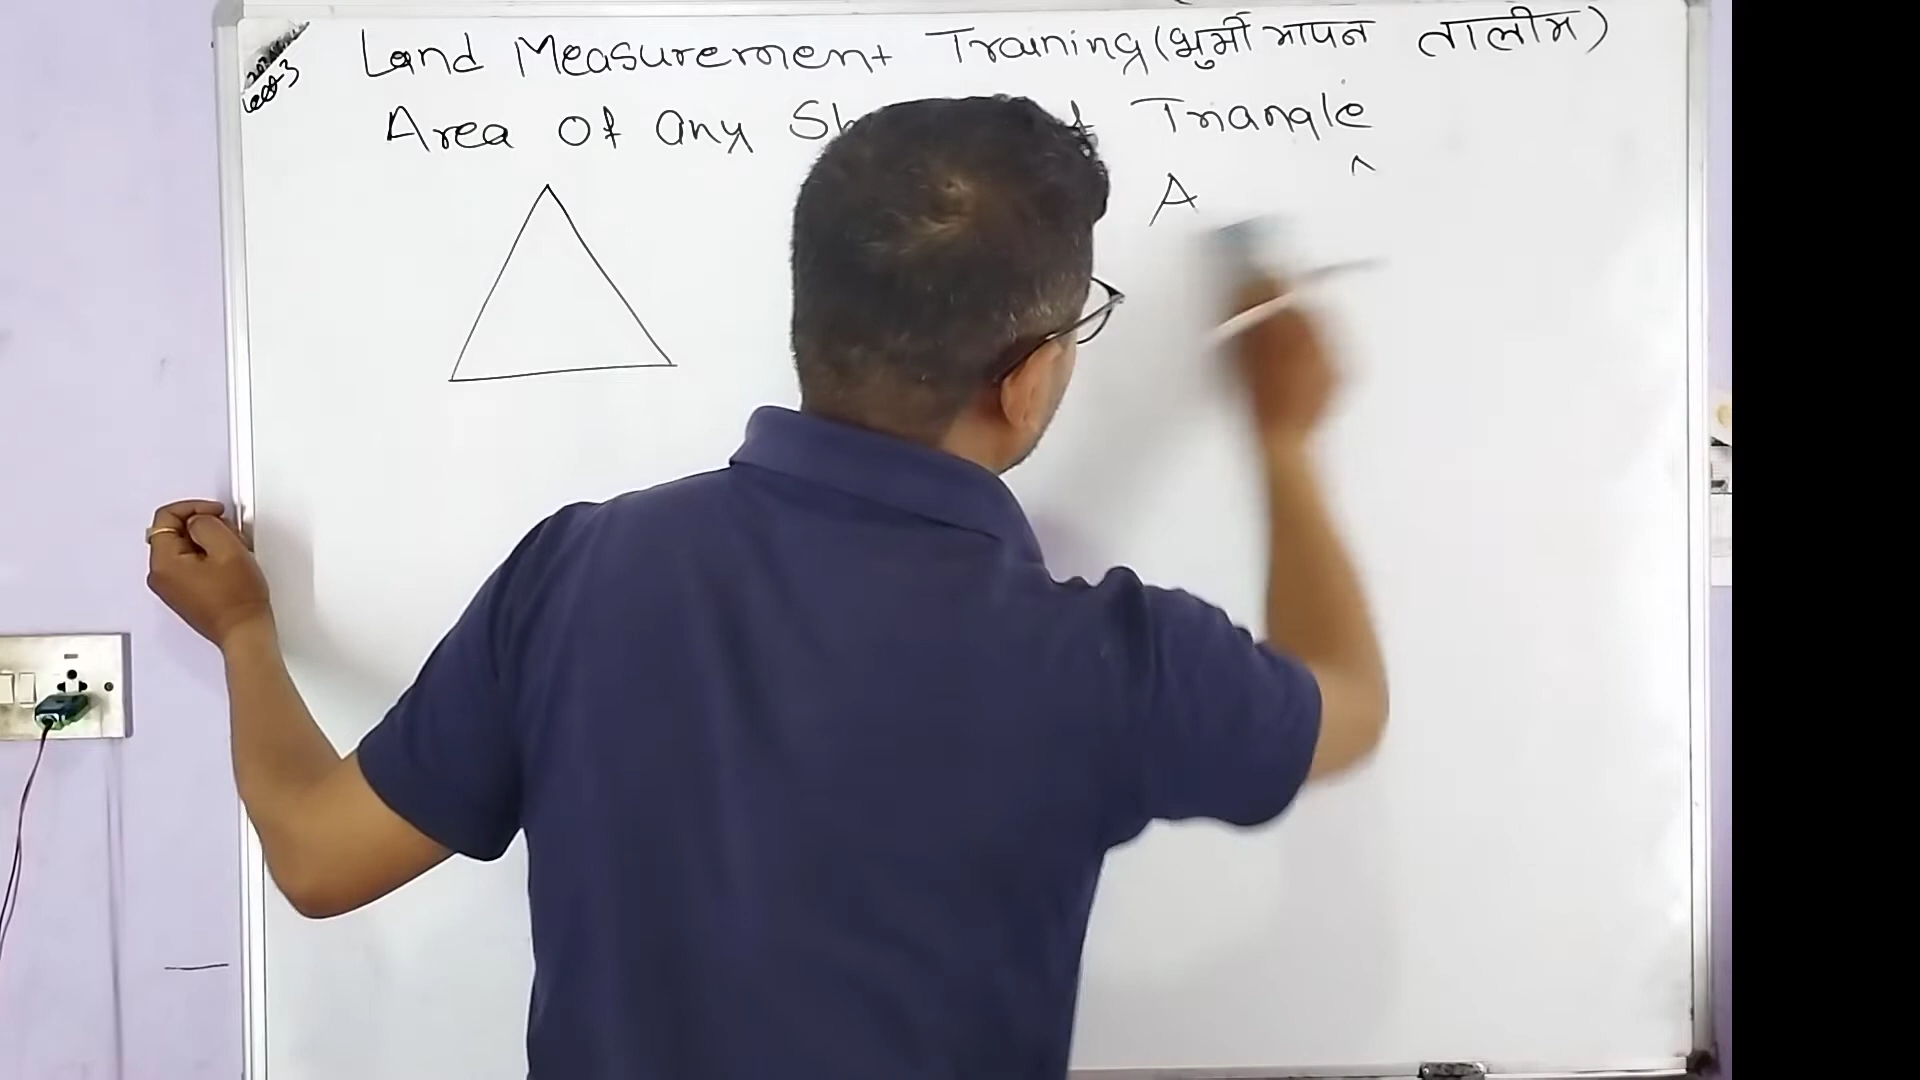 Land Measurement Training (भुमी मापन तालीम)
Area Of any Sh
Triangle
A